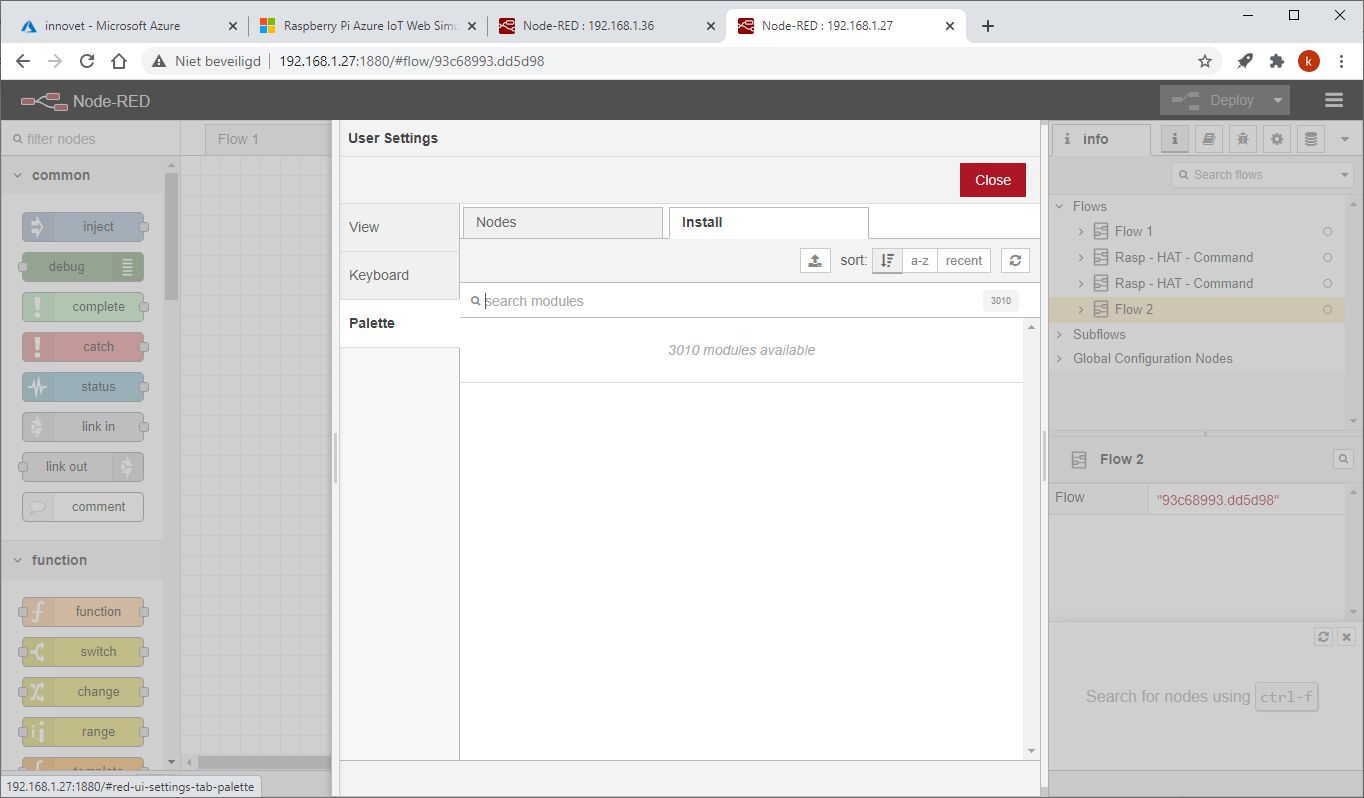 innovet - Microsoft Azure
Raspberry Pi Azure IoT Web Simu
Node-RED : 192.168.1.36
Node-RED : 192.168.1.27
Niet beveiligd
192.168.1.27:1880/#flow/93c68993.dd5d98
k
Node-RED
Deploy
filter nodes
Flow 1
User Settings
info
Close
Search flows
common
inject
debug
complete
catch
status
link in
link out
comment
function
function
switch
change
range
template
View
Keyboard
Palette
Nodes
Install
sort:
a-z
recent
search modules
3010
3010 modules available
Flows
Flow 1
Rasp - HAT - Command
Rasp - HAT - Command
Flow 2
Subflows
Global Configuration Nodes
Flow 2
Flow
"93c68993.dd5d98"
Search for nodes using ctrl-f
192.168.1.27:1880/#red-ui-settings-tab-palette